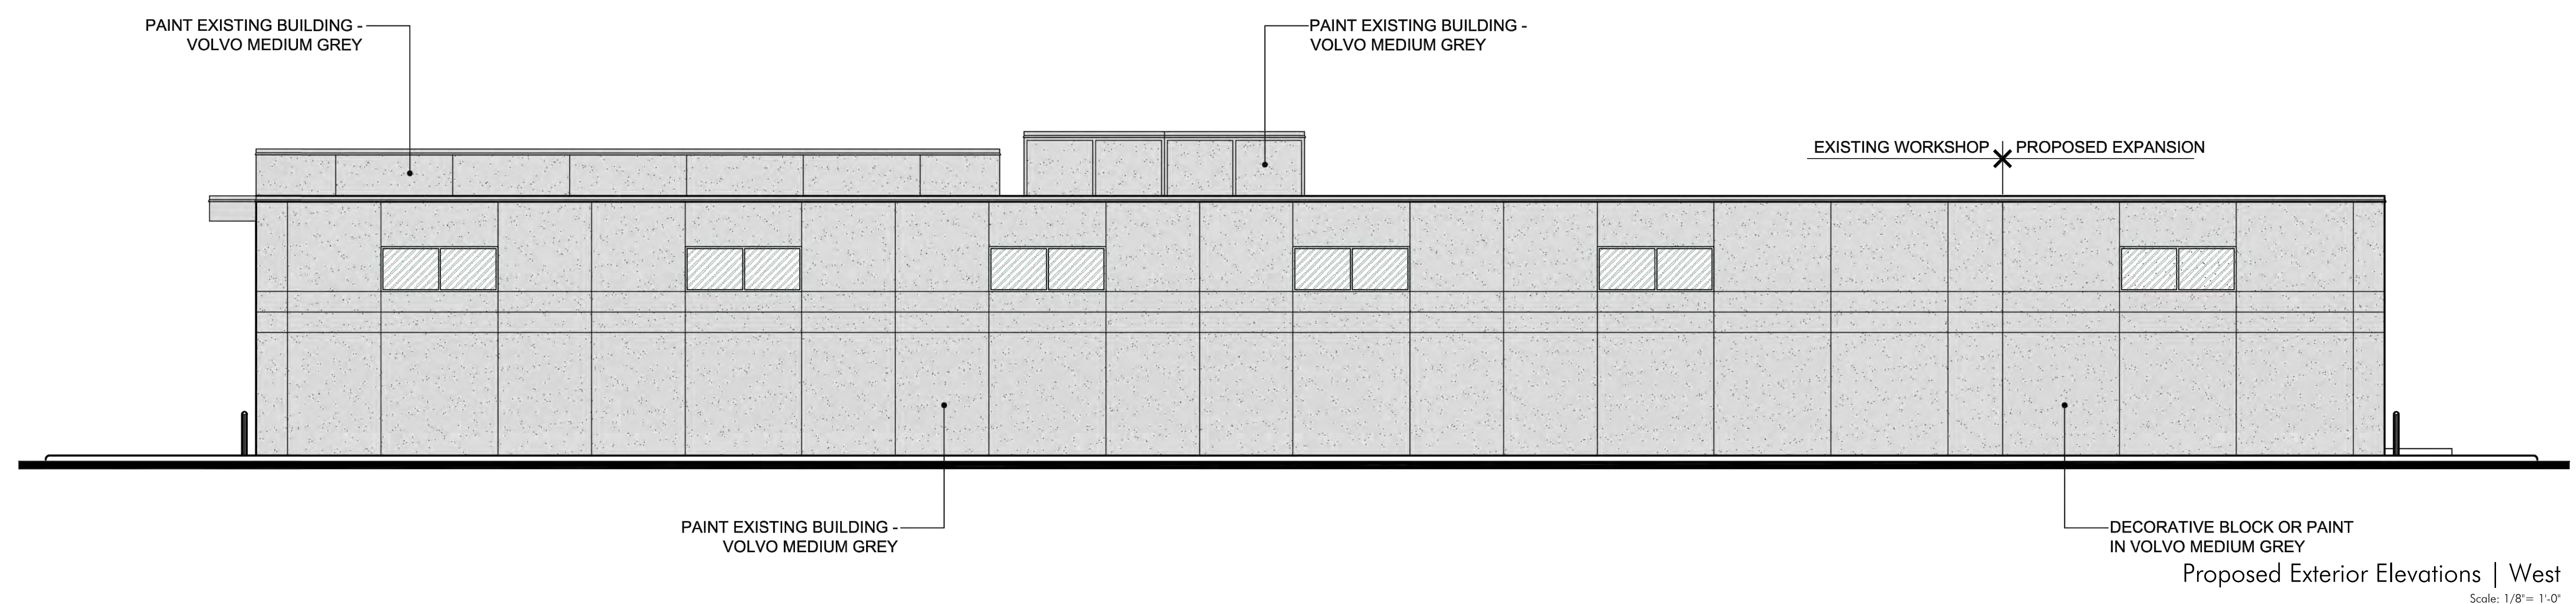 PAINT EXISTING BUILDING -
VOLVO MEDIUM GREY
PAINT EXISTING BUILDING -
VOLVO MEDIUM GREY
EXISTING WORKSHOP
PROPOSED EXPANSION
PAINT EXISTING BUILDING -
VOLVO MEDIUM GREY
DECORATIVE BLOCK OR PAINT
IN VOLVO MEDIUM GREY
Proposed Exterior Elevations | West
Scale: 1/8"= 1'-0"